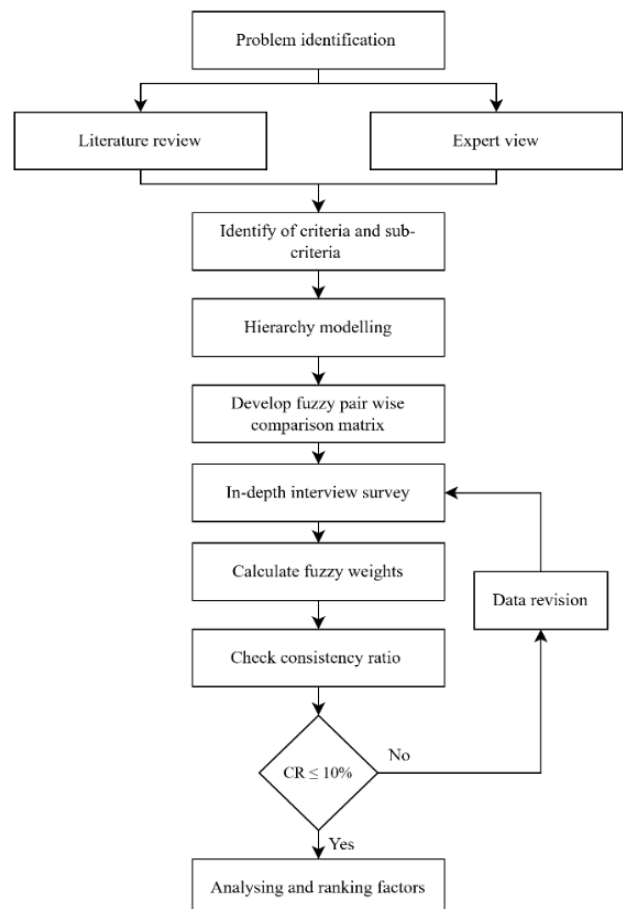 Problem identification
Literature review
Expert view
Identify of criteria and sub-
criteria
Hierarchy modelling
Develop fuzzy pair wise
comparison matrix
In-depth interview survey
Calculate fuzzy weights
Data revision
Check consistency ratio
No
CR ≤ 10%
Yes
Analysing and ranking factors